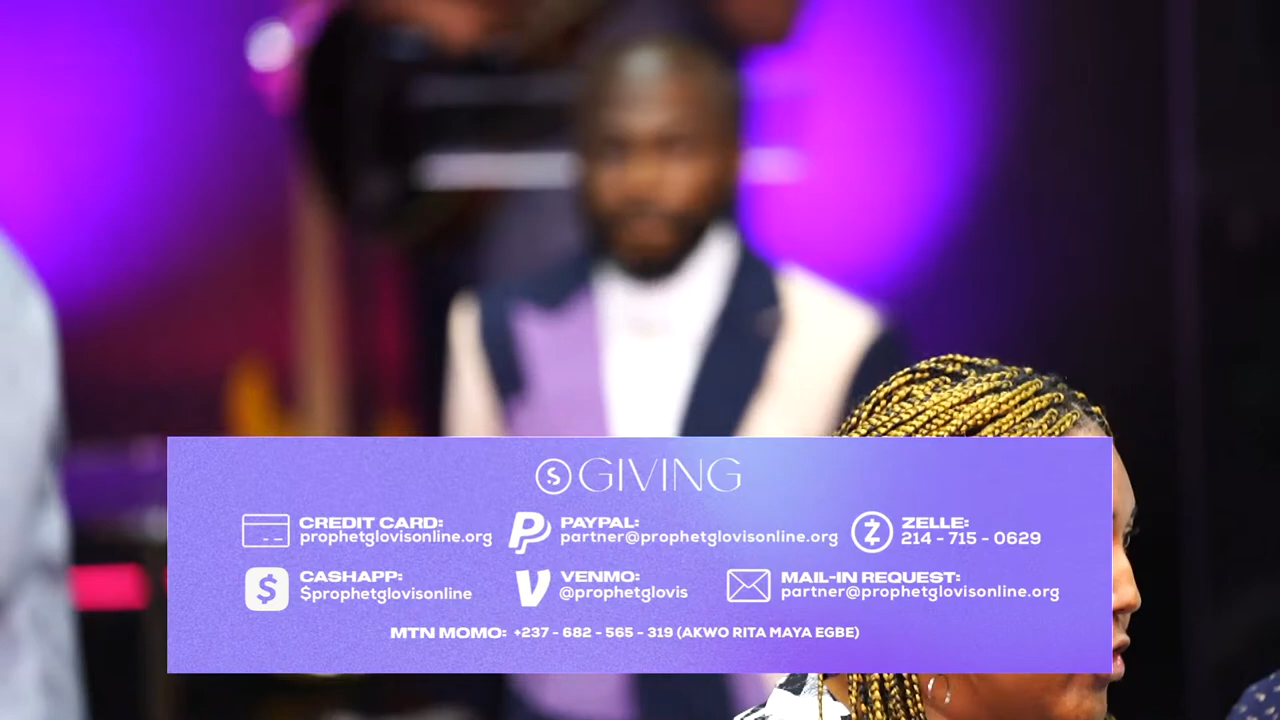 GIVING
CREDIT CARD:
prophetglovisonline.org
PAYPAL:
partner@prophetglovisonline.org
ZELLE:
214 - 715 - 0629
CASHAPP:
$prophetglovisonline
VENMO:
@prophetglovis
MAIL-IN REQUEST:
partner@prophetglovisonline.org
MTN MOMO: +237 - 682 - 565 - 319 (AKWO RITA MAYA EGBE)